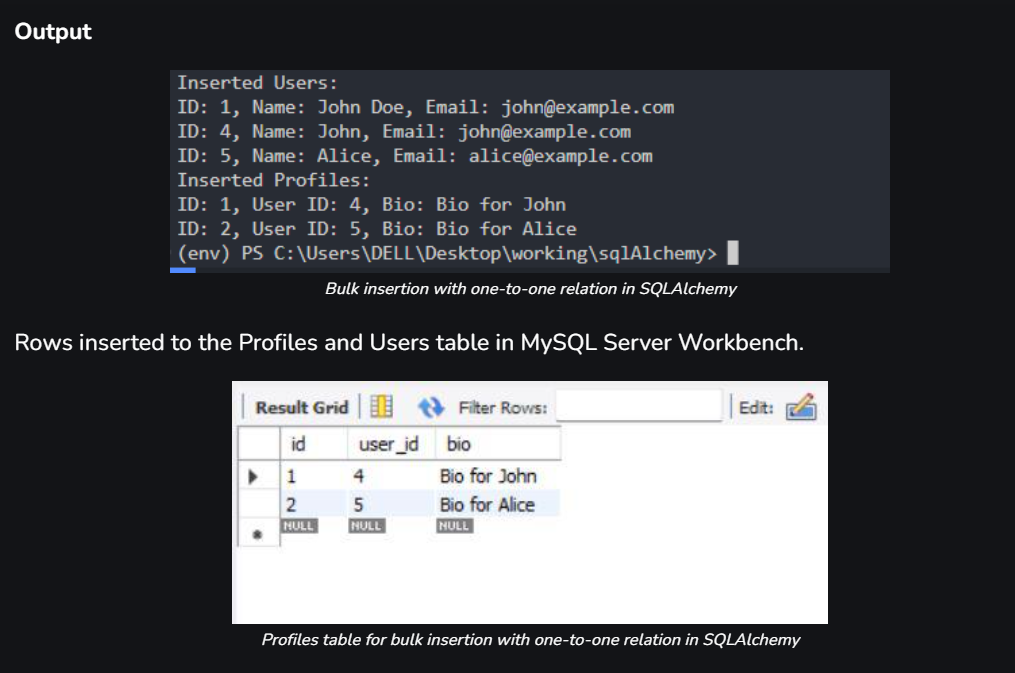 Output
Inserted Users:
ID: 1, Name: John Doe, Email: john@example.com
ID: 4, Name: John, Email: john@example.com
ID: 5, Name: Alice, Email: alice@example.com
Inserted Profiles:
ID: 1, User ID: 4, Bio: Bio for John
ID: 2, User ID: 5, Bio: Bio for Alice
(env) PS C:\Users\DELL\Desktop\working\sqlAlchemy>
Bulk insertion with one-to-one relation in SQLAlchemy
Rows inserted to the Profiles and Users table in MySQL Server Workbench.
Result Grid Filter Rows: Edit:
id user_id bio
1 4 Bio for John
2 5 Bio for Alice
NULL NULL NULL
Profiles table for bulk insertion with one-to-one relation in SQLAlchemy